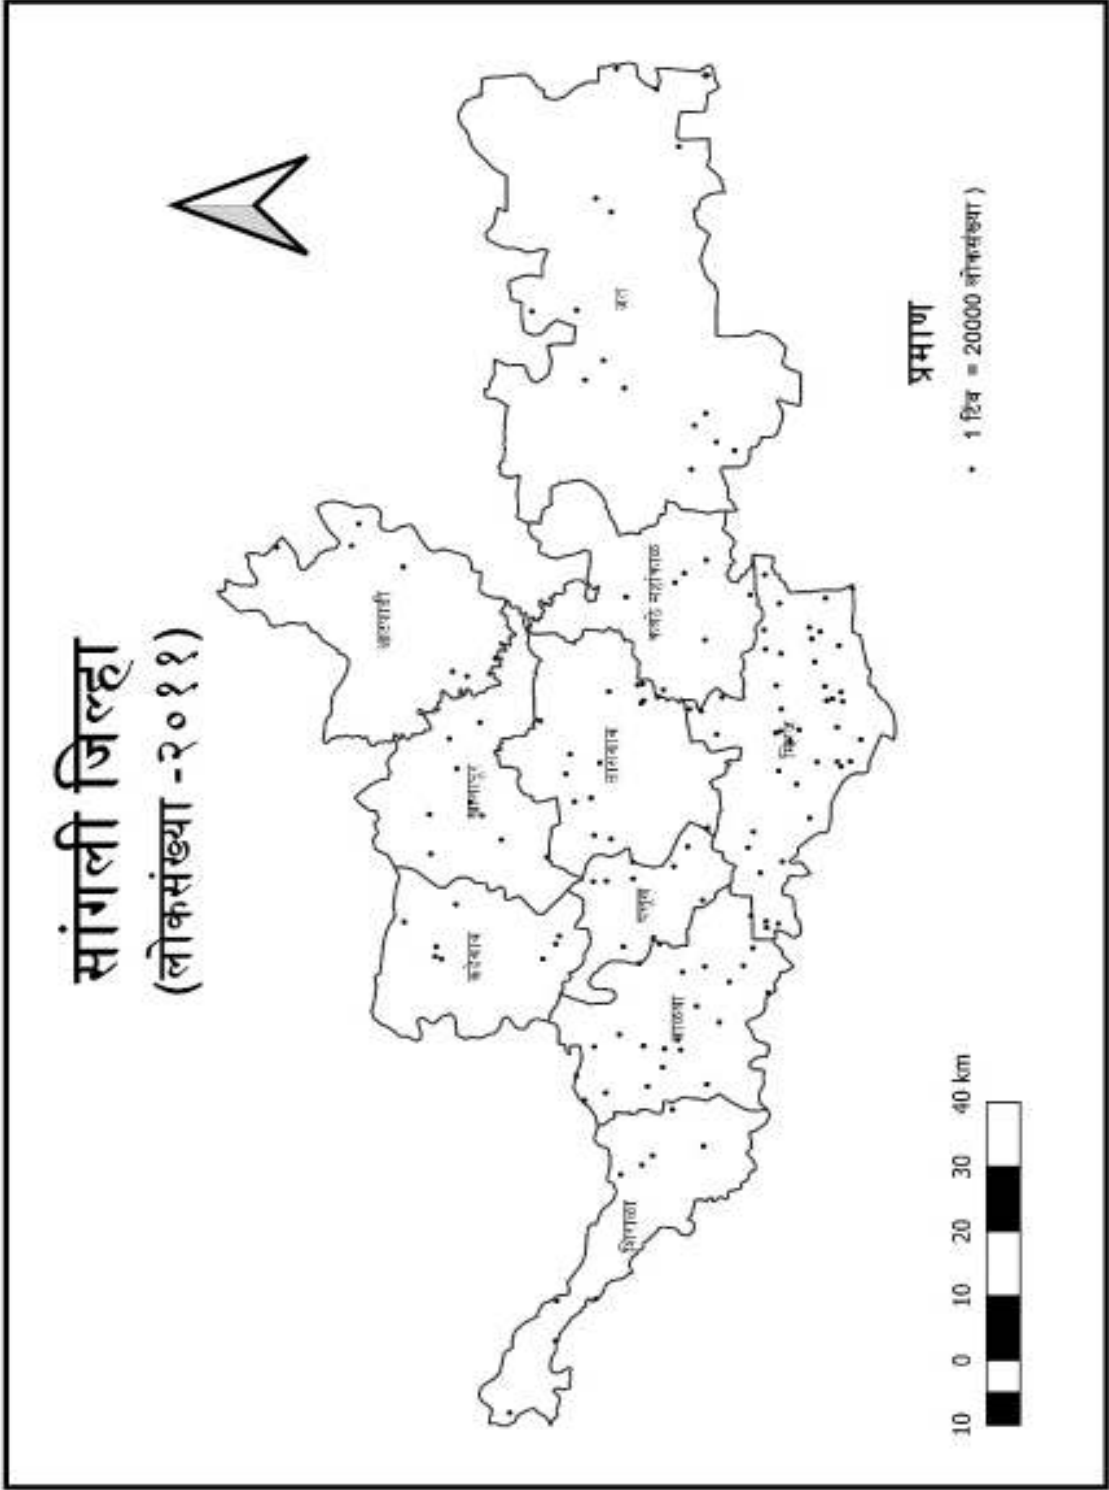 सांगली जिल्हा
(लोकसंख्या -२०११)
आटपाडी
खानापूर
कडेगाव
जत
कवठे महांकाळ
तासगाव
पलूस
वाळवा
शिराळा
मिरज
प्रमाण
• 1 टिंब = 20000 लोकसंख्या )
10 0 10 20 30 40 km